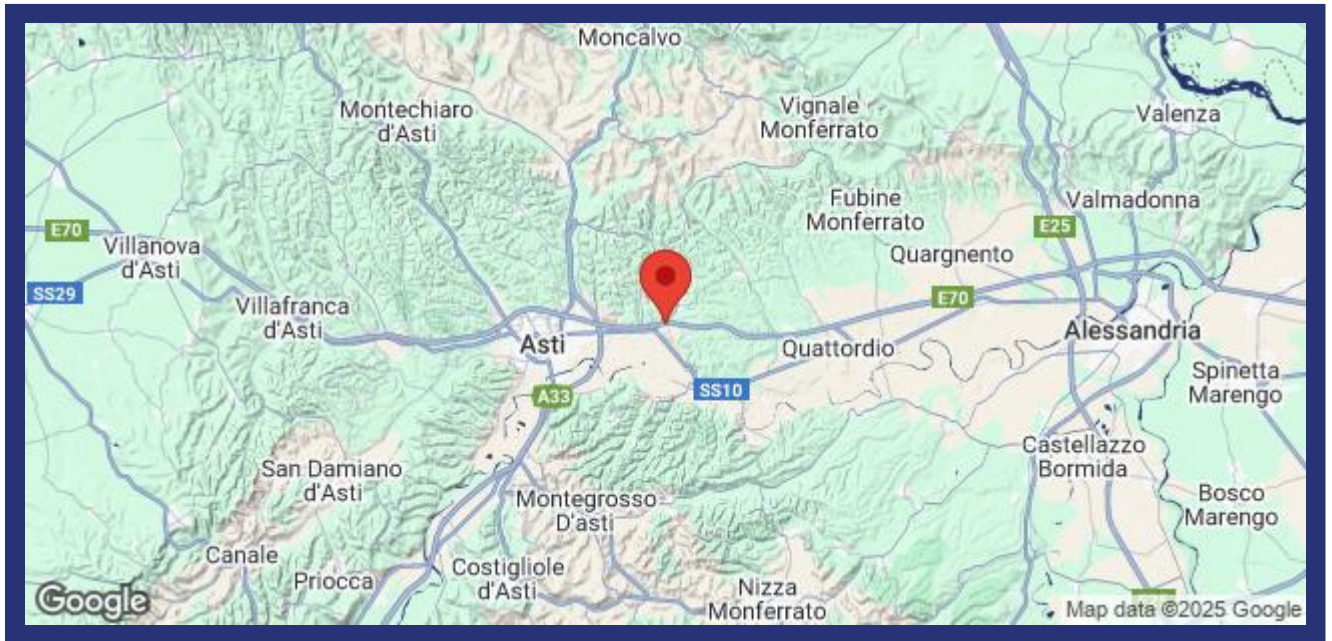 Moncalvo
Montechiaro
d'Asti
Vignale
Monferrato
Valenza
Fubine
Monferrato
Valmadonna
E70
Villanova
d'Asti
E25
Quargnento
SS29
Villafranca
d'Asti
E70
Asti
Quattordio
Alessandria
A33
SS10
Spinetta
Marengo
San Damiano
d'Asti
Castellazzo
Bormida
Montegrosso
D'asti
Bosco
Marengo
Canale
Priocca
Costigliole
d'Asti
Nizza
Monferrato
Google
Map data ©2025 Google